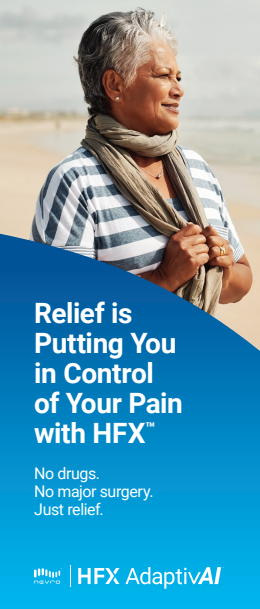 Relief is
Putting You
in Control
of Your Pain
with HFX™
No drugs.
No major surgery.
Just relief.
nevro HFX AdaptivAI